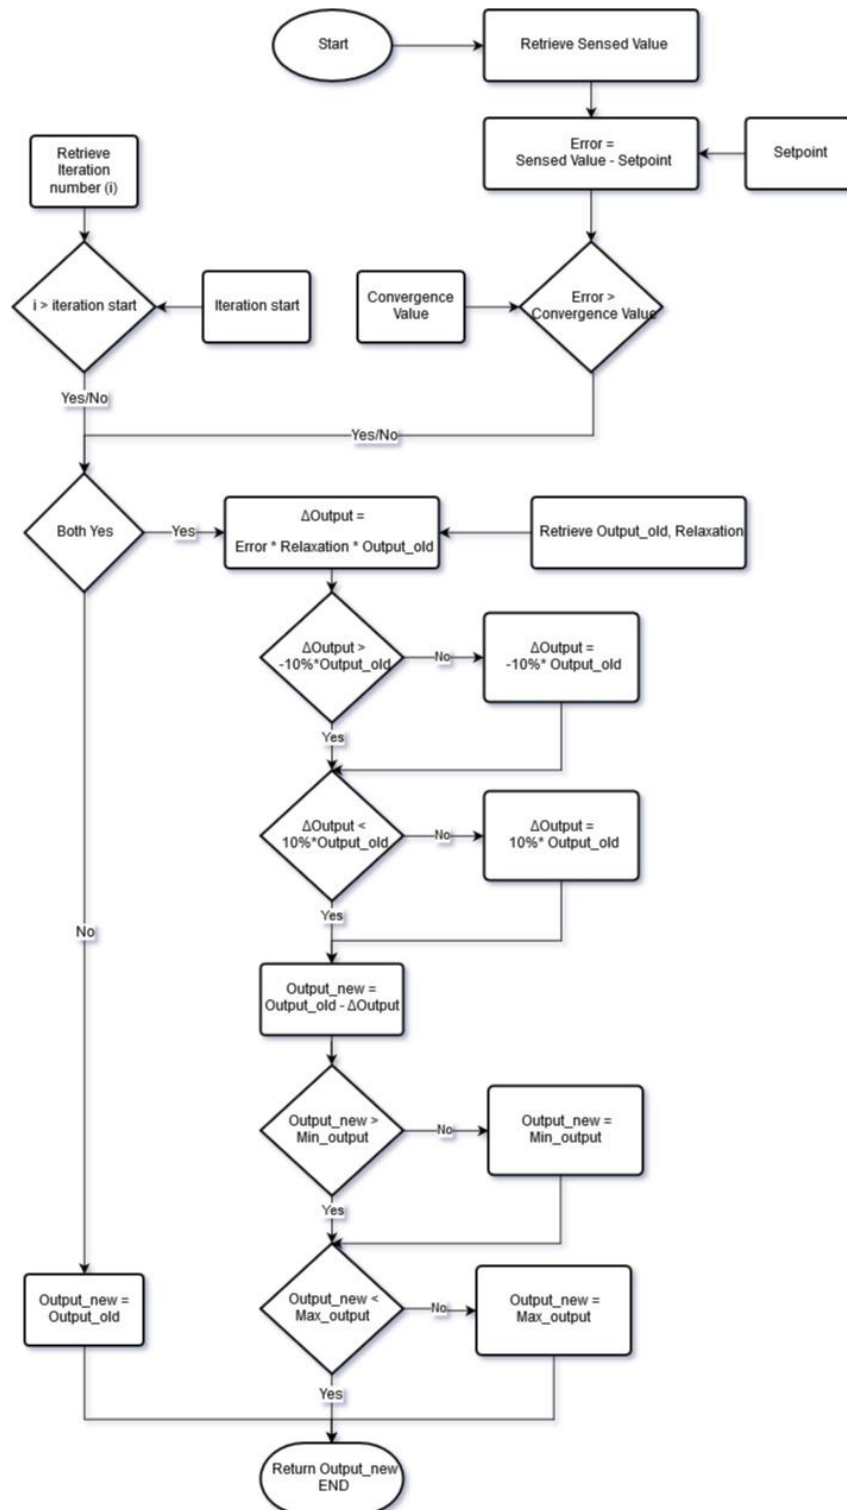 Start
Retrieve Sensed Value
Error =
Sensed Value - Setpoint
Setpoint
Retrieve
Iteration
number (i)
i > iteration start
Iteration start
Convergence
Value
Error >
Convergence Value
Yes/No
Yes/No
Both Yes
Yes
ΔOutput =
Error * Relaxation * Output_old
Retrieve Output_old, Relaxation
ΔOutput >
-10%*Output_old
No
ΔOutput =
-10%* Output_old
Yes
ΔOutput <
10%*Output_old
No
ΔOutput =
10%* Output_old
Yes
No
Output_new =
Output_old - ΔOutput
Output_new >
Min_output
No
Output_new =
Min_output
Yes
Output_new =
Output_old
Output_new <
Max_output
No
Output_new =
Max_output
Yes
Return Output_new
END